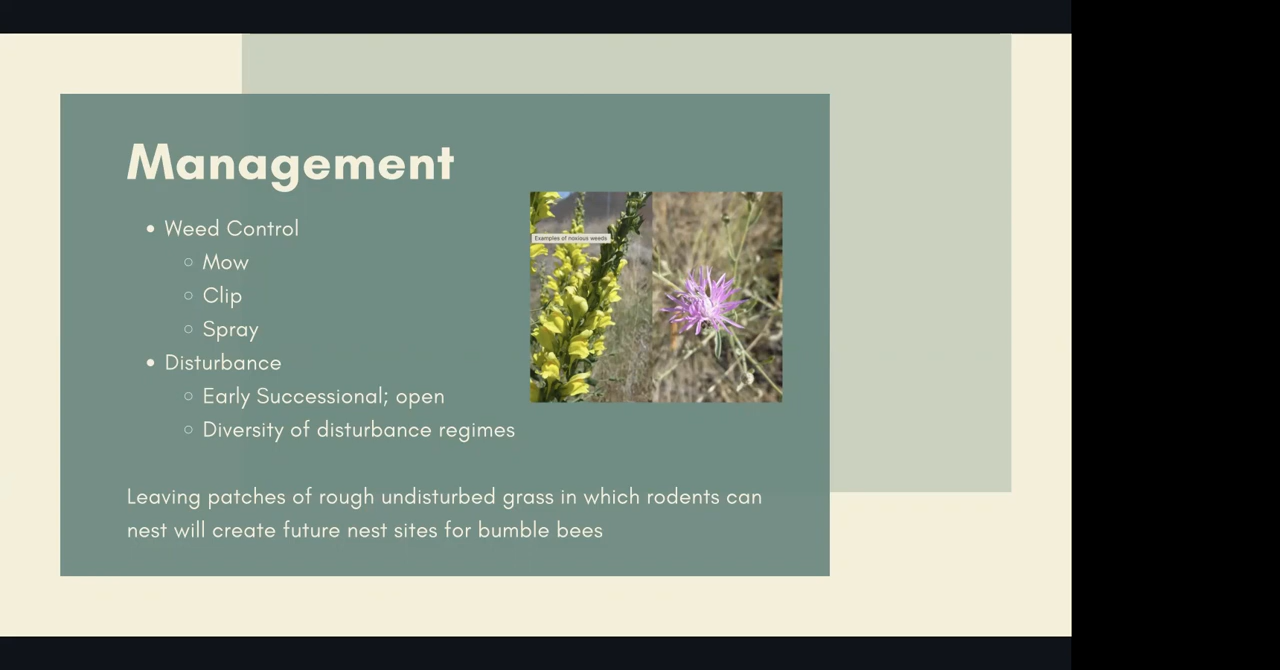 Management
Weed Control
Mow
Clip
Spray
Disturbance
Early Successional; open
Diversity of disturbance regimes
Examples of noxious weeds
Leaving patches of rough undisturbed grass in which rodents can
nest will create future nest sites for bumble bees